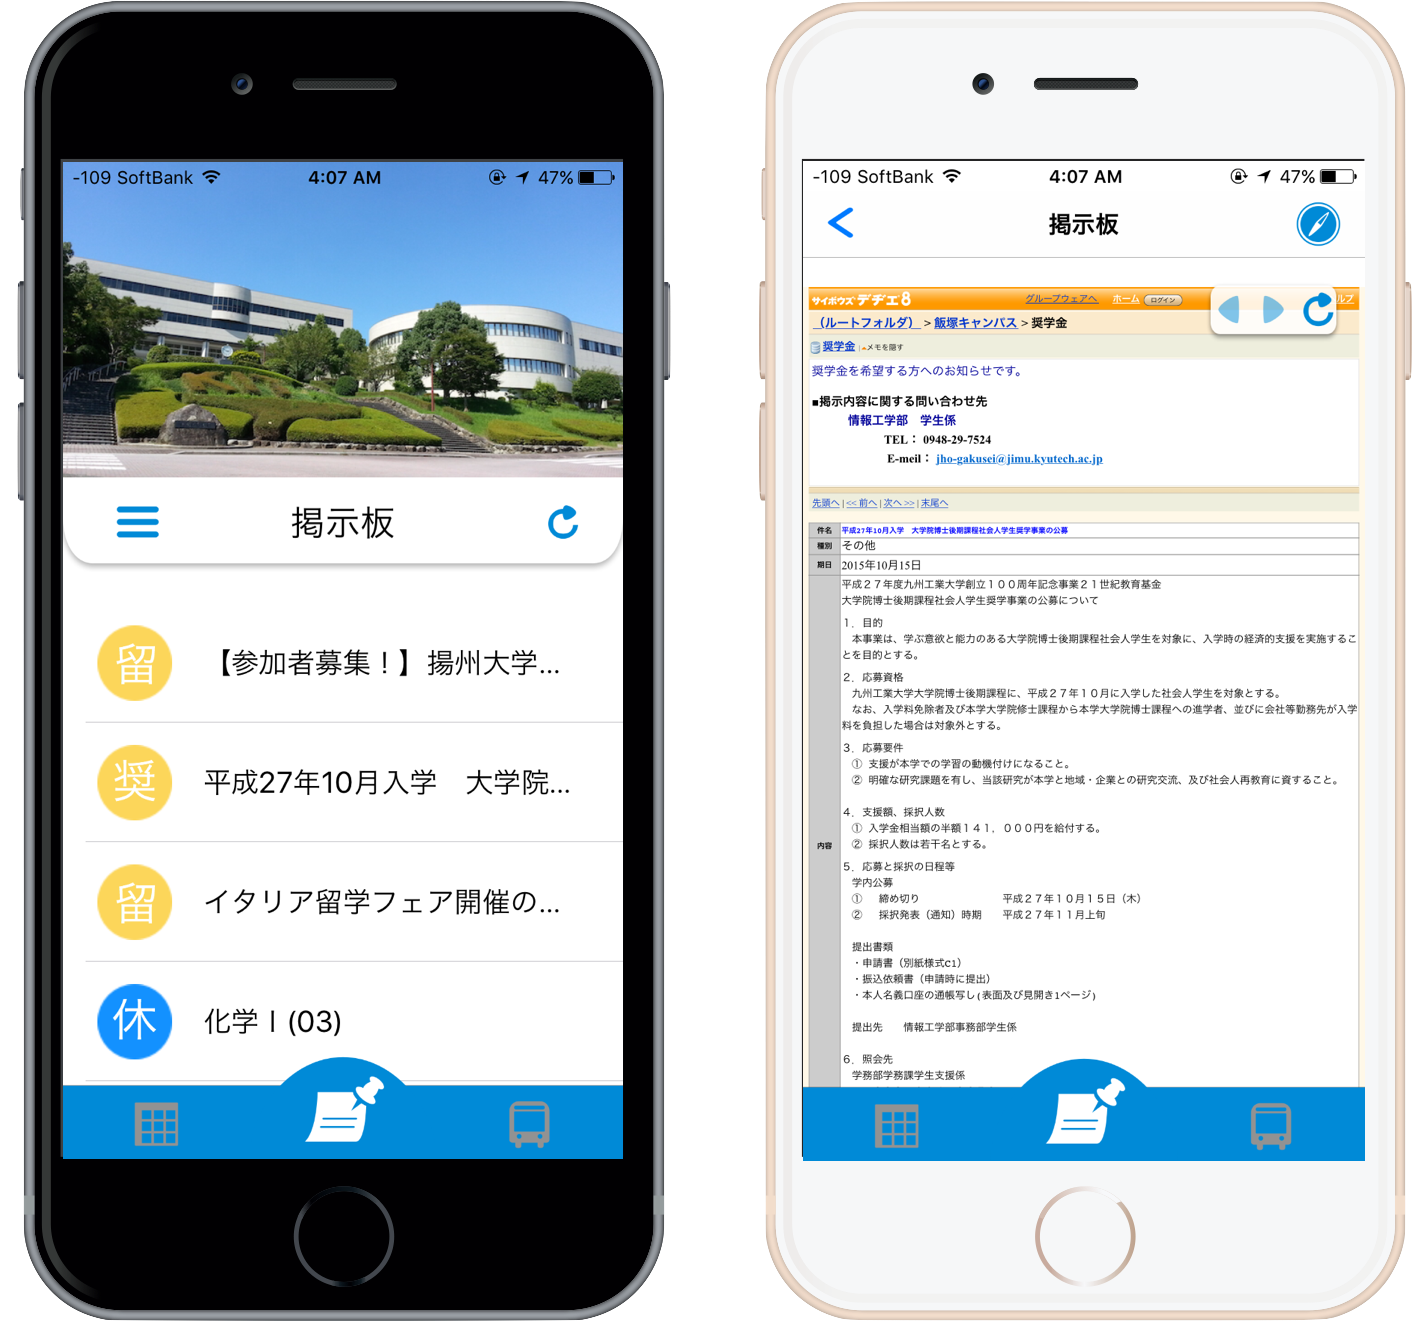 -109 SoftBank 4:07 AM 47%
掲示板
留 【参加者募集！】揚州大学...
奨 平成27年10月入学　大学院...
留 イタリア留学フェア開催の...
休 化学Ⅰ(03)
-109 SoftBank 4:07 AM 47%
掲示板
サイボウズ デヂエ8 グループウェアへ ホーム ログイン ルプ
（ルートフォルダ） > 飯塚キャンパス > 奨学金
奨学金 | ▲メモを隠す
奨学金を希望する方へのお知らせです。
■掲示内容に関する問い合わせ先
情報工学部　学生係
TEL： 0948-29-7524
E-meil： jho-gakusei@jimu.kyutech.ac.jp
先頭へ | << 前へ | 次へ >> | 末尾へ
件名 平成27年10月入学　大学院博士後期課程社会人学生奨学事業の公募
種別 その他
期日 2015年10月15日
内容
平成２７年度九州工業大学創立１００周年記念事業２１世紀教育基金
大学院博士後期課程社会人学生奨学事業の公募について
１．目的
本事業は、学ぶ意欲と能力のある大学院博士後期課程社会人学生を対象に、入学時の経済的支援を実施するこ
とを目的とする。
２．応募資格
九州工業大学大学院博士後期課程に、平成２７年１０月に入学した社会人学生を対象とする。
なお、入学料免除者及び本学大学院修士課程から本学大学院博士課程への進学者、並びに会社等勤務先が入学
料を負担した場合は対象外とする。
３．応募要件
① 支援が本学での学習の動機付けになること。
② 明確な研究課題を有し、当該研究が本学と地域・企業との研究交流、及び社会人再教育に資すること。
４．支援額、採択人数
① 入学金相当額の半額１４１，０００円を給付する。
② 採択人数は若干名とする。
５．応募と採択の日程等
学内公募
①　締め切り　平成２７年１０月１５日（木）
②　採択発表（通知）時期　平成２７年１１月上旬
提出書類
・申請書（別紙様式C1）
・振込依頼書（申請時に提出）
・本人名義口座の通帳写し(表面及び見開き1ページ)
提出先　情報工学部事務部学生係
６．照会先
学務部学務課学生支援係